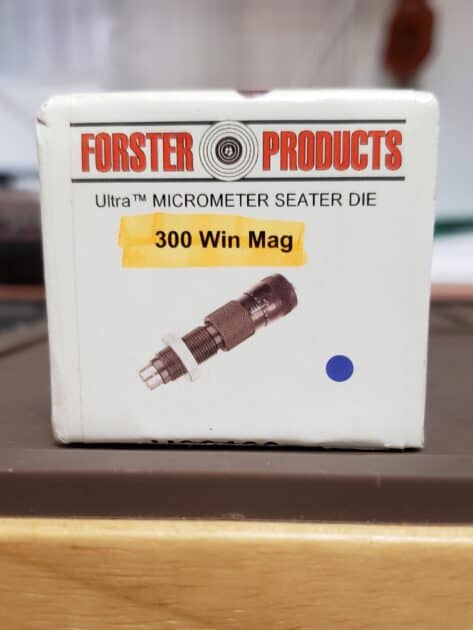 FORSTER PRODUCTS
Ultra™ MICROMETER SEATER DIE
300 Win Mag